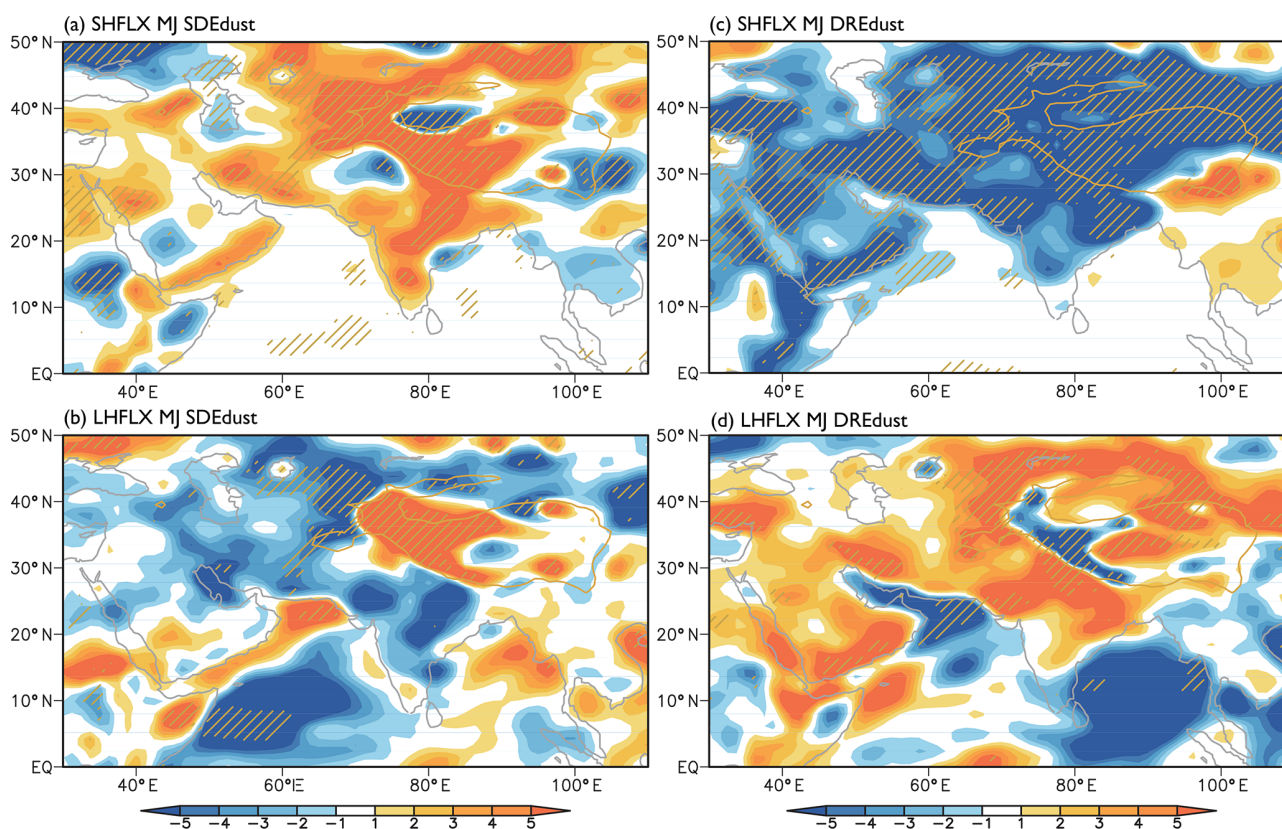 (a) SHFLX MJ SDEdust
50° N
40° N
30° N
20° N
10° N
EQ
40° E 60° E 80° E 100° E
(c) SHFLX MJ DREdust
50° N
40° N
30° N
20° N
10° N
EQ
40° E 60° E 80° E 100° E
(b) LHFLX MJ SDEdust
50° N
40° N
30° N
20° N
10° N
EQ
40° E 60° E 80° E 100° E
-5 -4 -3 -2 -1 1 2 3 4 5
(d) LHFLX MJ DREdust
50° N
40° N
30° N
20° N
10° N
EQ
40° E 60° E 80° E 100° E
-5 -4 -3 -2 -1 1 2 3 4 5